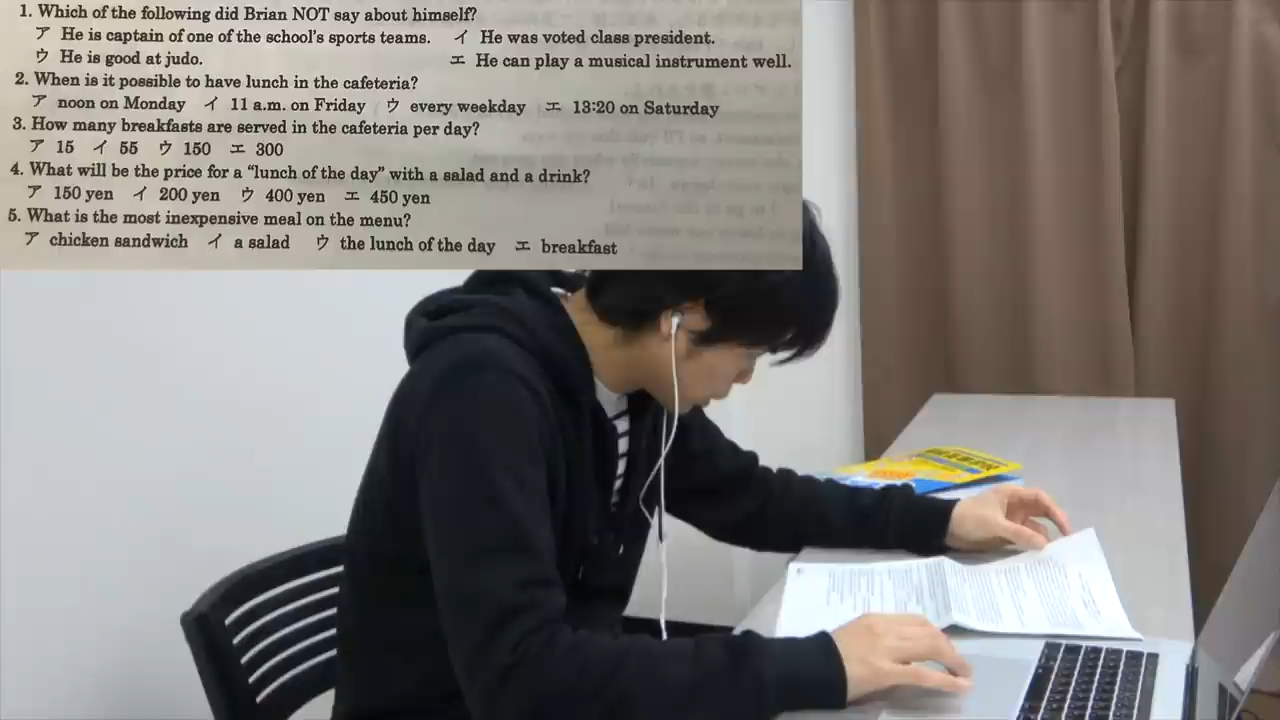 1. Which of the following did Brian NOT say about himself?
ア He is captain of one of the school's sports teams. イ He was voted class president.
ウ He is good at judo. エ He can play a musical instrument well.
2. When is it possible to have lunch in the cafeteria?
ア noon on Monday イ 11 a.m. on Friday ウ every weekday エ 13:20 on Saturday
3. How many breakfasts are served in the cafeteria per day?
ア 15 イ 55 ウ 150 エ 300
4. What will be the price for a “lunch of the day” with a salad and a drink?
ア 150 yen イ 200 yen ウ 400 yen エ 450 yen
5. What is the most inexpensive meal on the menu?
ア chicken sandwich イ a salad ウ the lunch of the day エ breakfast